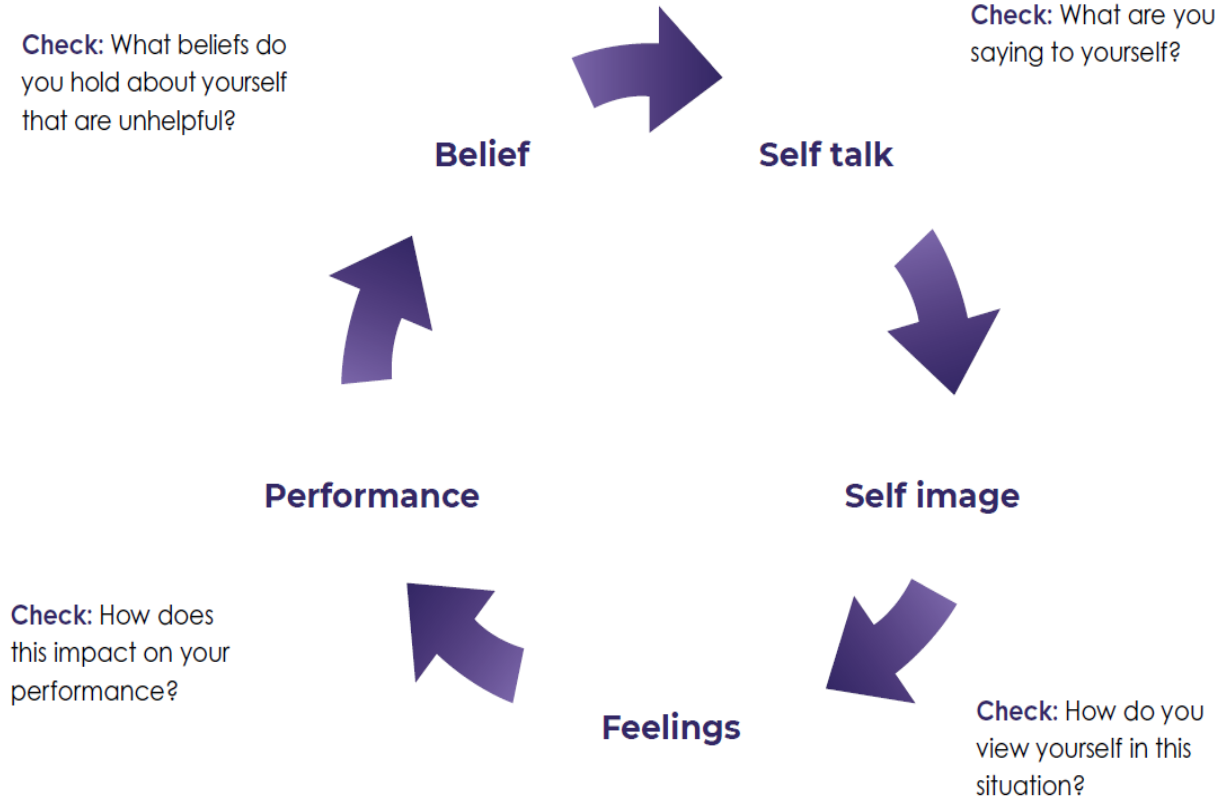 Check: What beliefs do
you hold about yourself
that are unhelpful?
Check: What are you
saying to yourself?
Belief
Self talk
Performance
Self image
Check: How does
this impact on your
performance?
Feelings
Check: How do you
view yourself in this
situation?